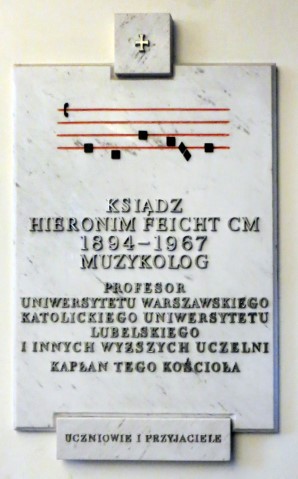 KSIĄDZ
HIERONIM FEICHT CM
1894–1967
MUZYKOLOG
PROFESOR
UNIWERSYTETU WARSZAWSKIEGO
KATOLICKIEGO UNIWERSYTETU
LUBELSKIEGO
I INNYCH WYŻSZYCH UCZELNI
KAPŁAN TEGO KOŚCIOŁA
UCZNIOWIE I PRZYJACIELE